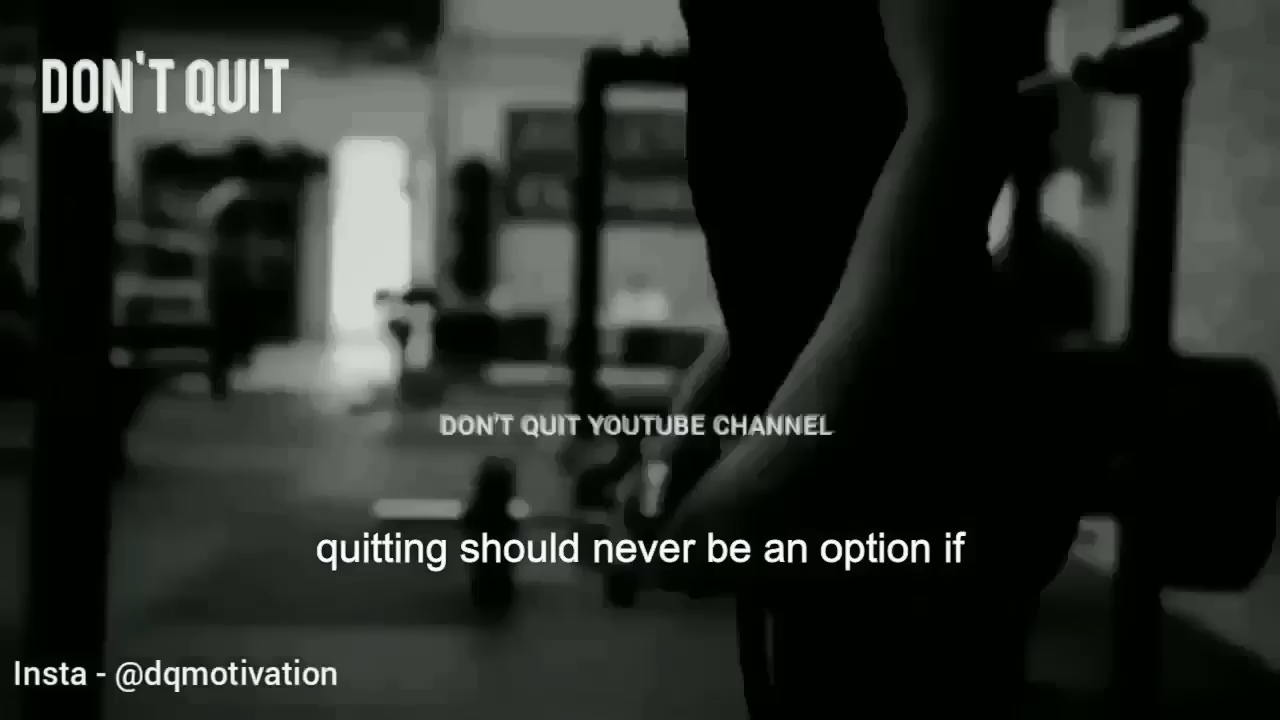 DON'T QUIT
DON'T QUIT YOUTUBE CHANNEL
quitting should never be an option if
Insta - @dqmotivation